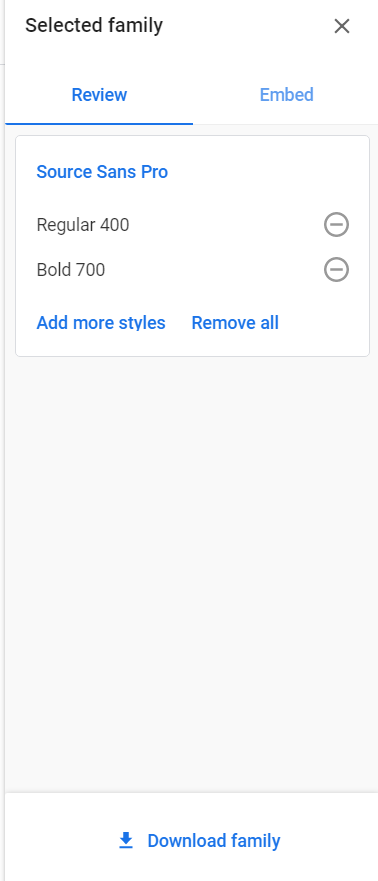 Selected family
Review Embed
Source Sans Pro
Regular 400
Bold 700
Add more styles Remove all
Download family